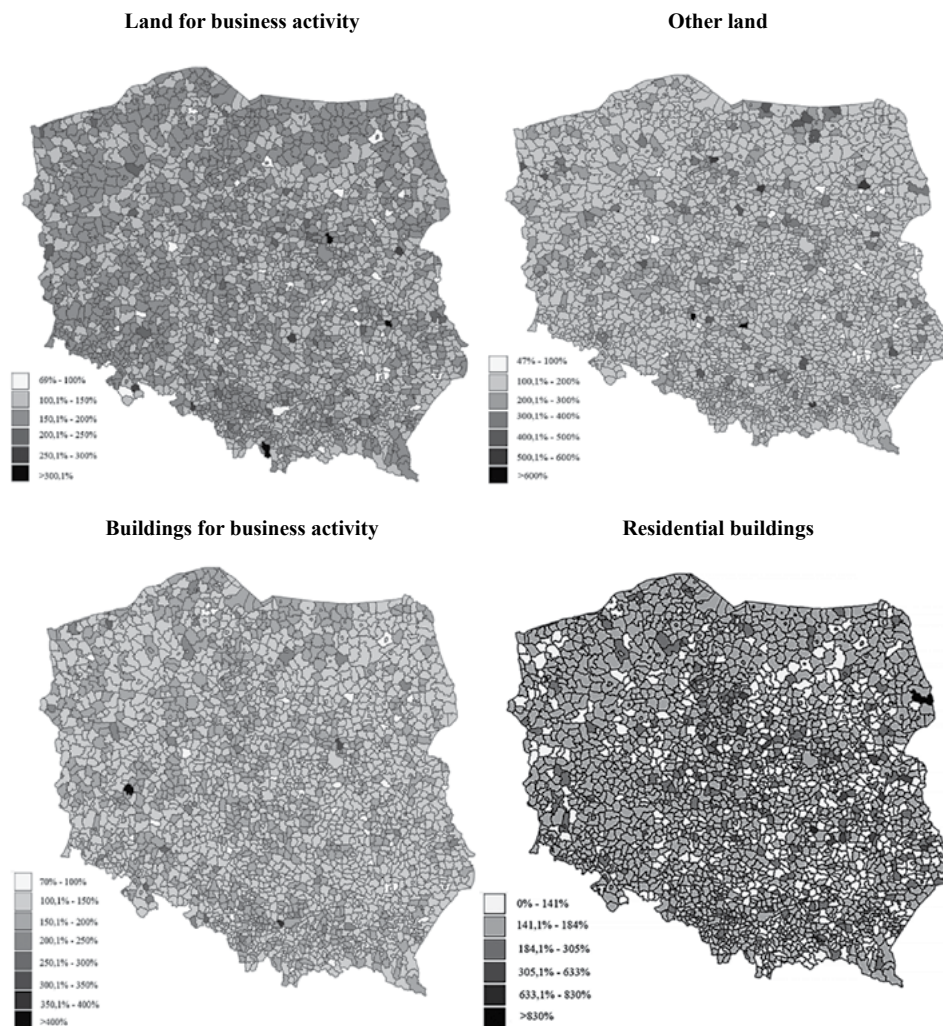 Land for business activity
Other land
69% - 100%
100,1% - 150%
150,1% - 200%
200,1% - 250%
250,1% - 300%
>300,1%
47% - 100%
100,1% - 200%
200,1% - 300%
300,1% - 400%
400,1% - 500%
500,1% - 600%
>600%
Buildings for business activity
Residential buildings
70% - 100%
100,1% - 150%
150,1% - 200%
200,1% - 250%
250,1% - 300%
300,1% - 350%
350,1% - 400%
>400%
0% - 141%
141,1% - 184%
184,1% - 305%
305,1% - 633%
633,1% - 830%
>830%